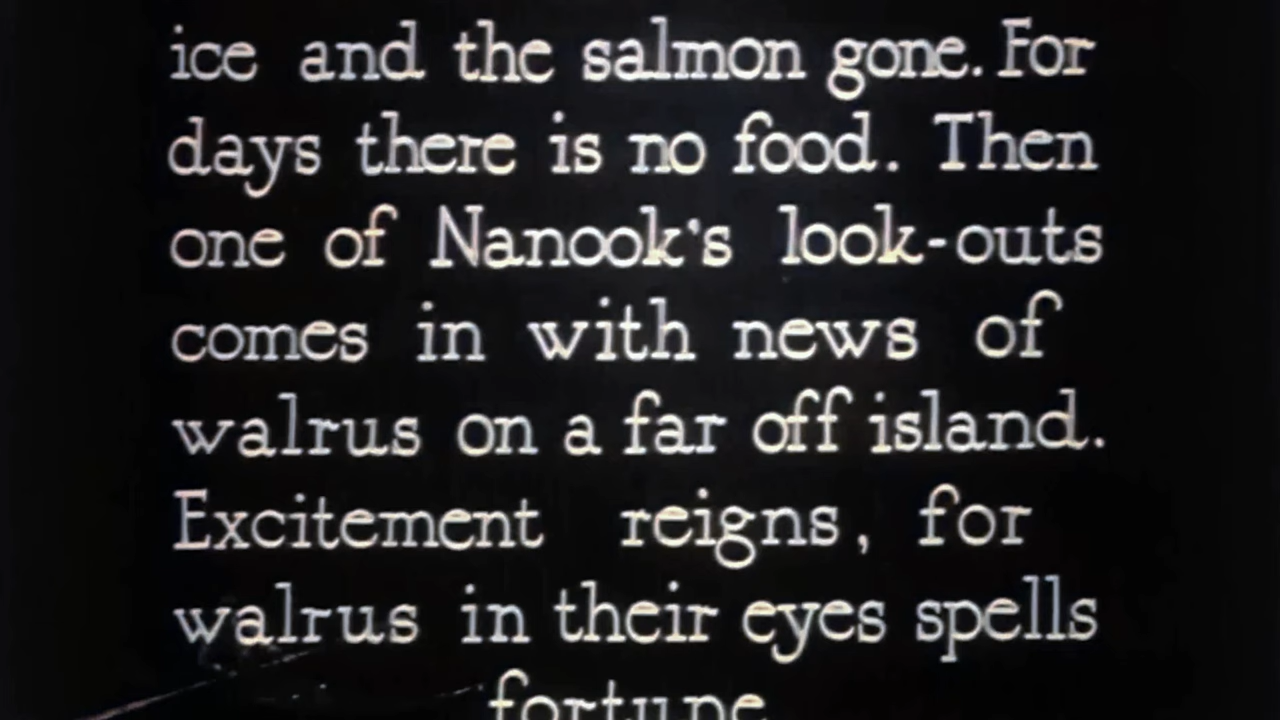 ice and the salmon gone. For
days there is no food. Then
one of Nanook's look-outs
comes in with news of
walrus on a far off island.
Excitement reigns, for
walrus in their eyes spells
fortune